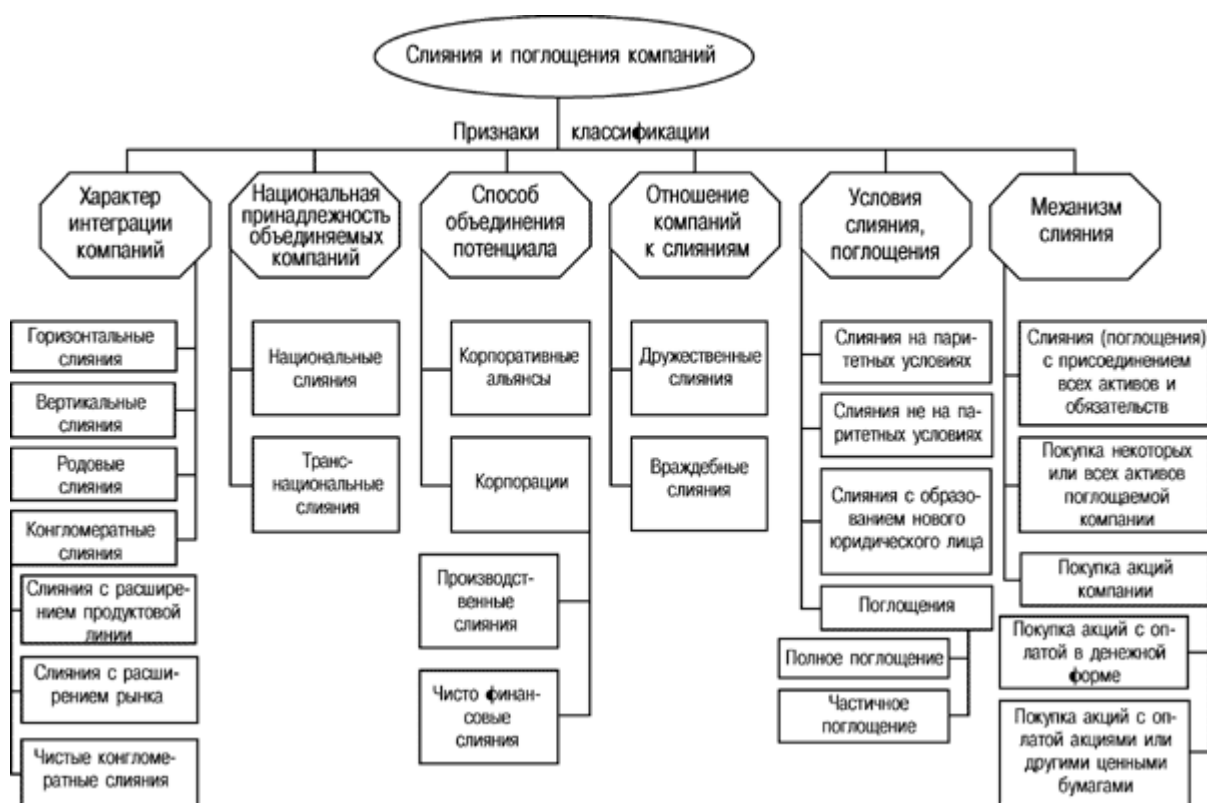 Слияния и поглощения компаний
Признаки классификации
Характер
интеграции
компаний
Национальная
принадлежность
объединяемых
компаний
Способ
объединения
потенциала
Отношение
компаний
к слияниям
Условия
слияния,
поглощения
Механизм
слияния
Горизонтальные
слияния
Вертикальные
слияния
Родовые
слияния
Конгломератные
слияния
Слияния с расшире-
нием продуктовой
линии
Слияния с расши-
рением рынка
Чистые конгломе-
ратные слияния
Национальные
слияния
Транс-
национальные
слияния
Корпоративные
альянсы
Корпорации
Производст-
венные
слияния
Чисто финан-
совые
слияния
Дружественные
слияния
Враждебные
слияния
Слияния на пари-
тетных условиях
Слияния не на па-
ритетных условиях
Слияния с образо-
ванием нового
юридического лица
Поглощения
Полное поглощение
Частичное
поглощение
Слияния (поглощения)
с присоединением
всех активов и
обязательств
Покупка некоторых
или всех активов
поглощаемой
компании
Покупка акций
компании
Покупка акций с оп-
латой в денежной
форме
Покупка акций с оп-
латой акциями или
другими ценными
бумагами